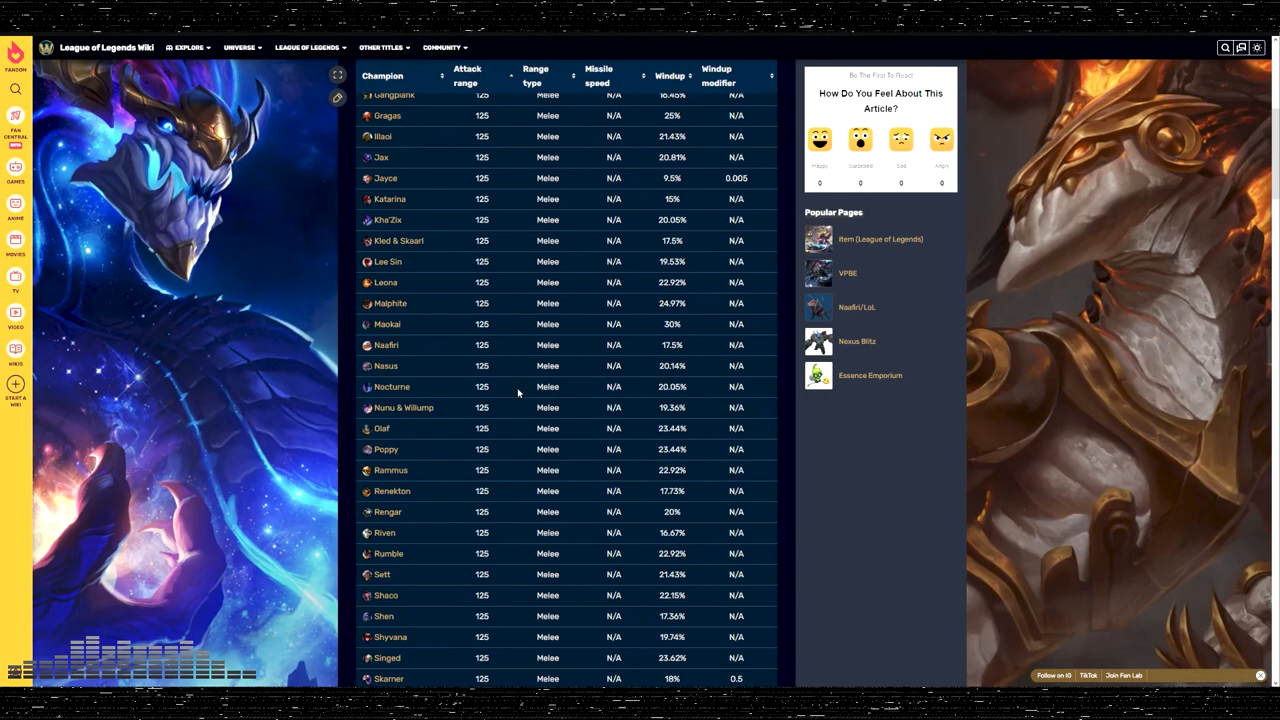 League of Legends Wiki EXPLORE UNIVERSE LEAGUE OF LEGENDS OTHER TITLES COMMUNITY
FANDOM
FAN CENTRAL
BETA
GAMES
ANIME
MOVIES
TV
VIDEO
WIKIS
START A WIKI
Champion Attack range Range type Missile speed Windup Windup modifier
Gangplank 125 Melee N/A 16.45% N/A
Gragas 125 Melee N/A 25% N/A
Illaoi 125 Melee N/A 21.43% N/A
Jax 125 Melee N/A 20.81% N/A
Jayce 125 Melee N/A 9.5% 0.005
Katarina 125 Melee N/A 15% N/A
Kha'Zix 125 Melee N/A 20.05% N/A
Kled & Skaarl 125 Melee N/A 17.5% N/A
Lee Sin 125 Melee N/A 19.53% N/A
Leona 125 Melee N/A 22.92% N/A
Malphite 125 Melee N/A 24.97% N/A
Maokai 125 Melee N/A 30% N/A
Naafiri 125 Melee N/A 17.5% N/A
Nasus 125 Melee N/A 20.14% N/A
Nocturne 125 Melee N/A 20.05% N/A
Nunu & Willump 125 Melee N/A 19.36% N/A
Olaf 125 Melee N/A 23.44% N/A
Poppy 125 Melee N/A 23.44% N/A
Rammus 125 Melee N/A 22.92% N/A
Renekton 125 Melee N/A 17.73% N/A
Rengar 125 Melee N/A 20% N/A
Riven 125 Melee N/A 16.67% N/A
Rumble 125 Melee N/A 22.92% N/A
Sett 125 Melee N/A 21.43% N/A
Shaco 125 Melee N/A 22.15% N/A
Shen 125 Melee N/A 17.36% N/A
Shyvana 125 Melee N/A 19.74% N/A
Singed 125 Melee N/A 23.62% N/A
Skarner 125 Melee N/A 18% 0.5
Be The First To React
How Do You Feel About This
Article?
Happy Surprised Sad Angry
0 0 0 0
Popular Pages
Item (League of Legends)
VPBE
Naafiri/LoL
Nexus Blitz
Essence Emporium
Follow on IG TikTok Join Fan Lab